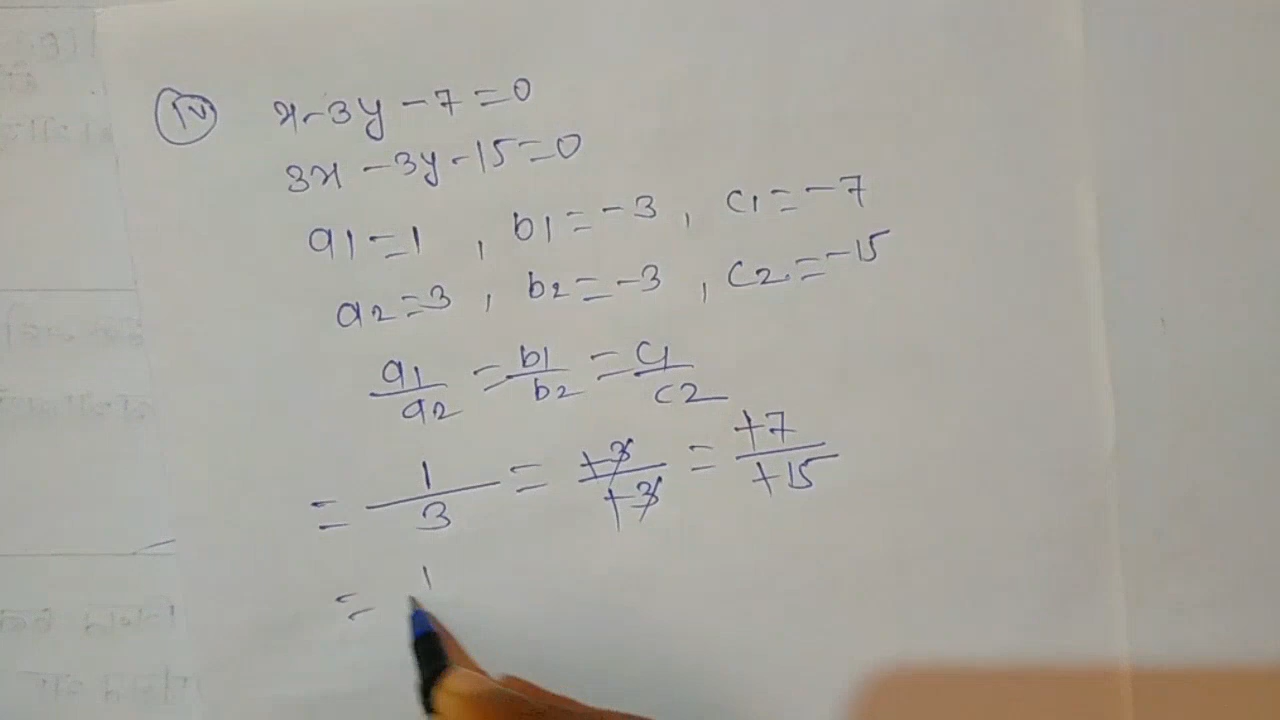 (iv) x-3y-7=0
3x-3y-15=0
a1=1, b1=-3, c1=-7
a2=3, b2=-3, c2=-15
a1/a2 = b1/b2 = c1/c2
= 1/3 = +3/+3 = +7/+15
= 1